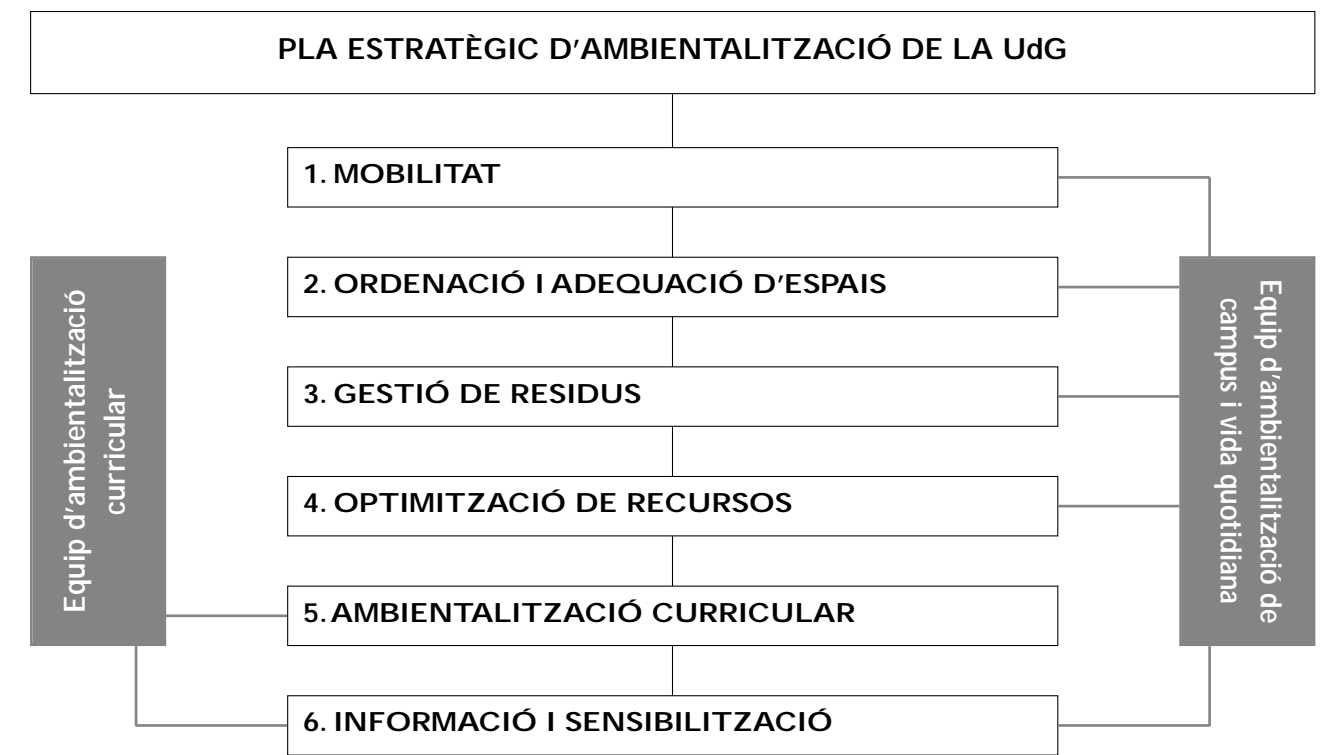 PLA ESTRATÈGIC D'AMBIENTALITZACIÓ DE LA UdG
1. MOBILITAT
2. ORDENACIÓ I ADEQUACIÓ D'ESPAIS
3. GESTIÓ DE RESIDUS
4. OPTIMITZACIÓ DE RECURSOS
5. AMBIENTALITZACIÓ CURRICULAR
6. INFORMACIÓ I SENSIBILITZACIÓ
Equip d'ambientalització
curricular
Equip d'ambientalització de
campus i vida quotidiana